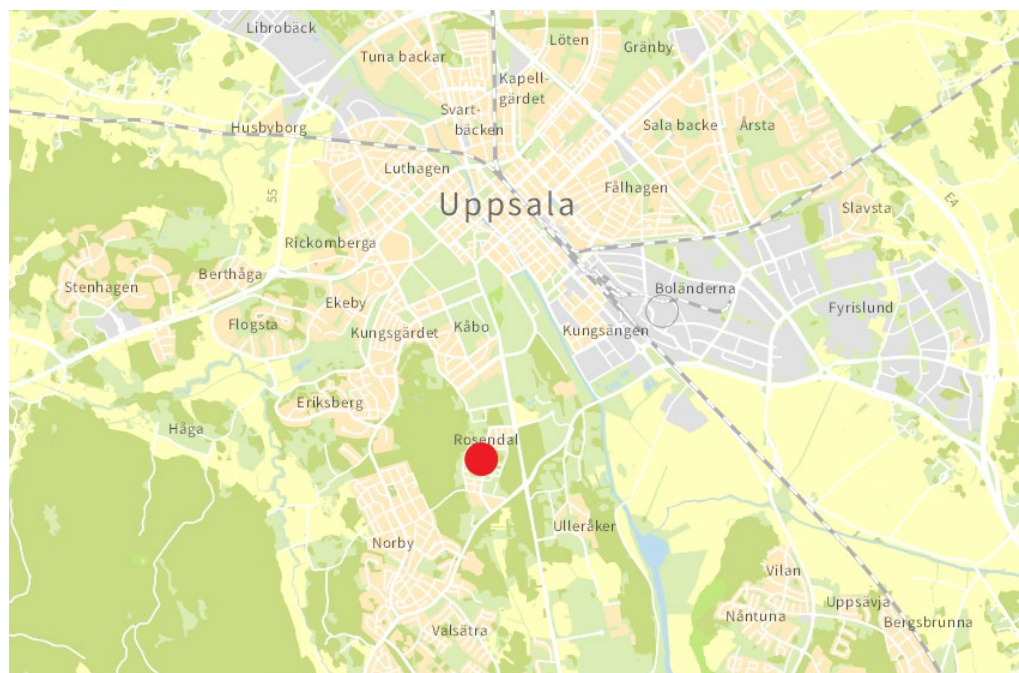 Librobäck
Löten
Gränby
Tuna backar
Kapell-
gärdet
Svart-
bäcken
Husbyborg
Sala backe
Årsta
Luthagen
Fålhagen
55
Uppsala
E4
Slavsta
Rickomberga
Berthåga
Stenhagen
Boländerna
Ekeby
Fyrislund
Flogsta
Kungsgärdet
Kåbo
Kungsängen
Eriksberg
Håga
Rosendal
Ulleråker
Norby
Vilan
Uppsävja
Nåntuna
Bergsbrunna
Valsätra